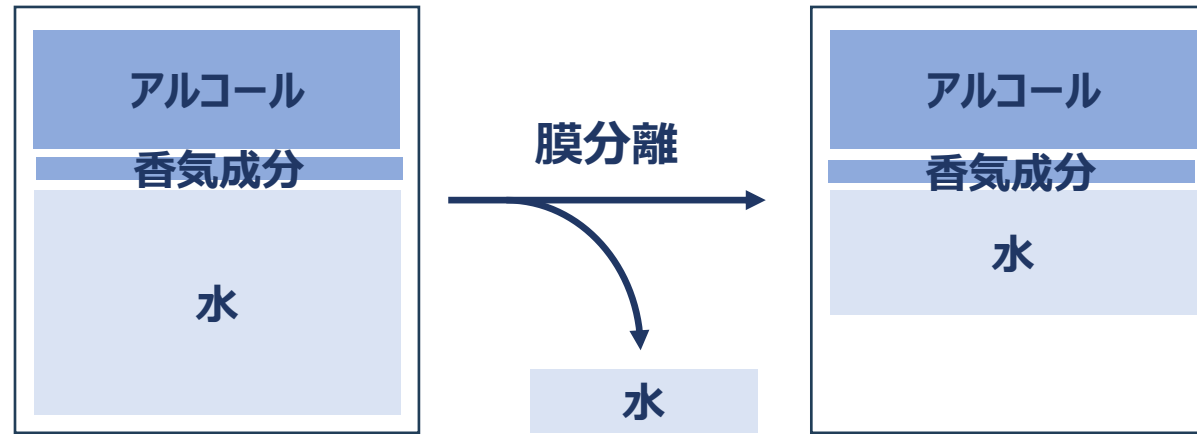 アルコール
香気成分
水
膜分離
水
アルコール
香気成分
水